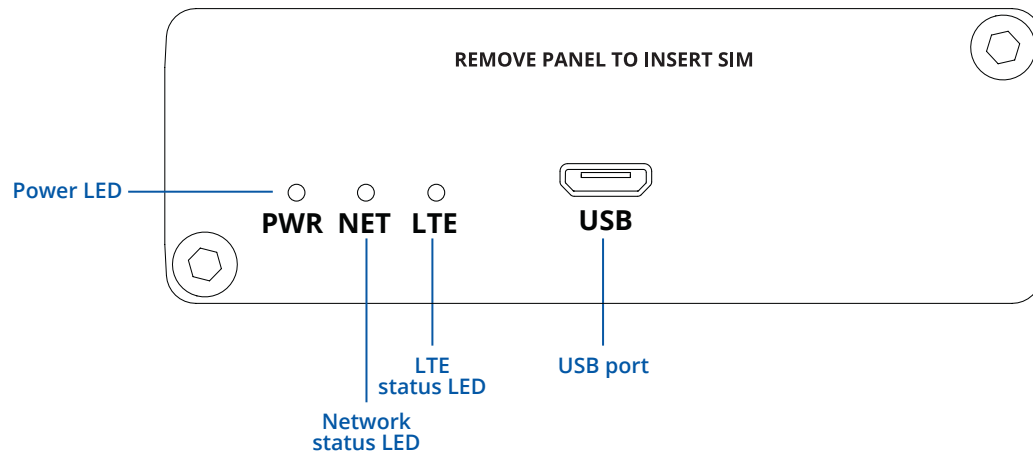 REMOVE PANEL TO INSERT SIM
Power LED
PWR NET LTE
USB
LTE
status LED
USB port
Network
status LED